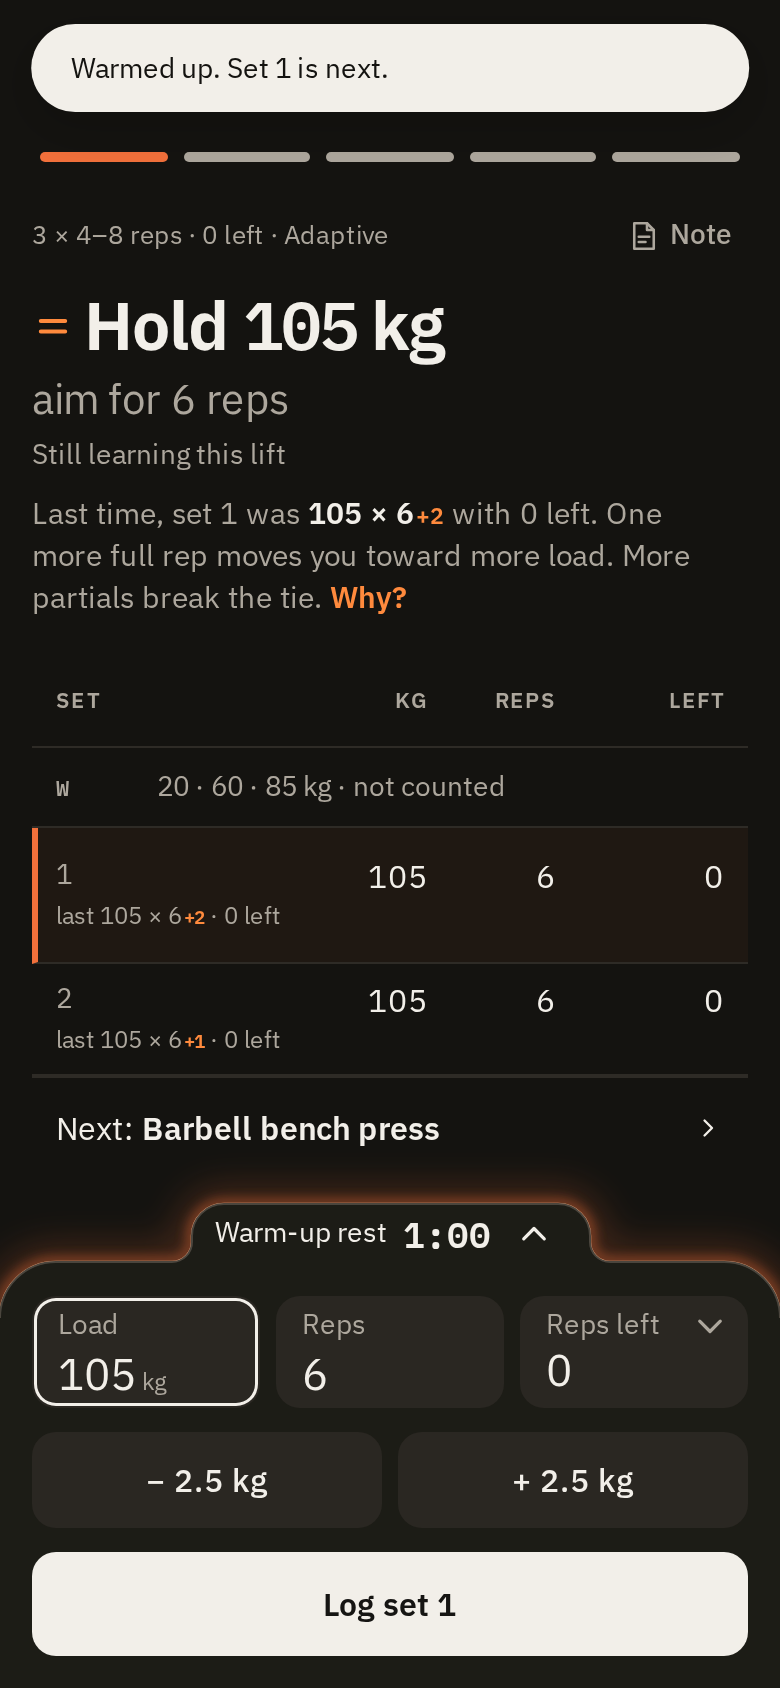 Warmed up. Set 1 is next.
3 × 4–8 reps · 0 left · Adaptive
Note
= Hold 105 kg
aim for 6 reps
Still learning this lift
Last time, set 1 was 105 × 6+2 with 0 left. One
more full rep moves you toward more load. More
partials break the tie. Why?
SET KG REPS LEFT
W 20 · 60 · 85 kg · not counted
1 105 6 0
last 105 × 6+2 · 0 left
2 105 6 0
last 105 × 6+1 · 0 left
Next: Barbell bench press
Warm-up rest 1:00
Load Reps Reps left
105 kg 6 0
− 2.5 kg + 2.5 kg
Log set 1